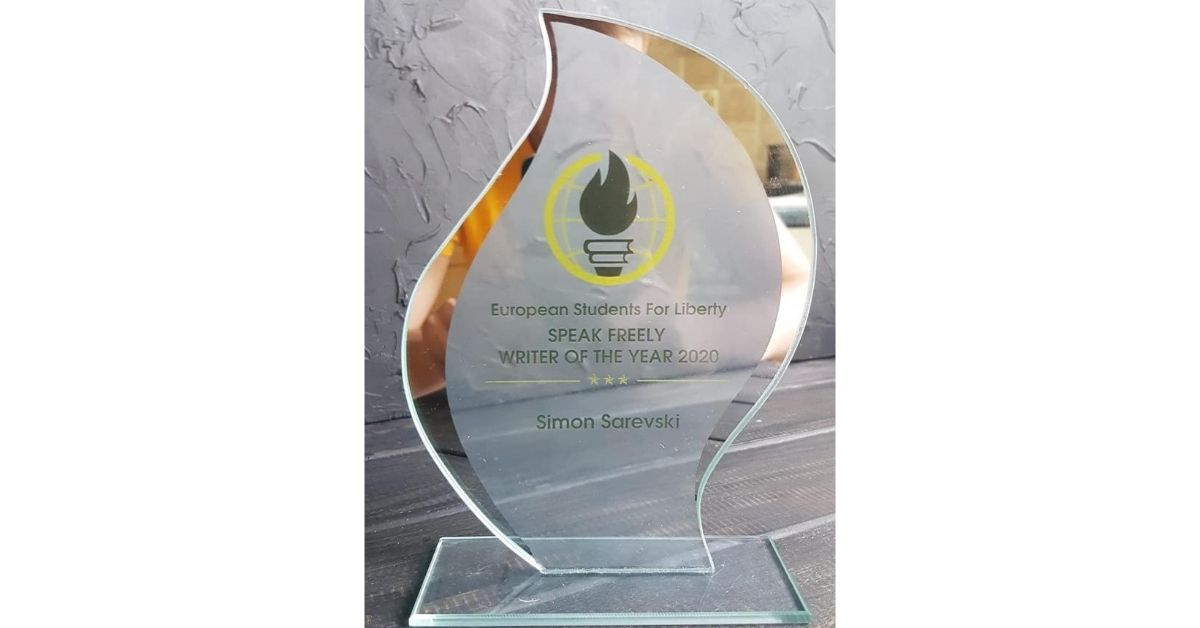 European Students For Liberty
SPEAK FREELY
WRITER OF THE YEAR 2020
Simon Sarevski